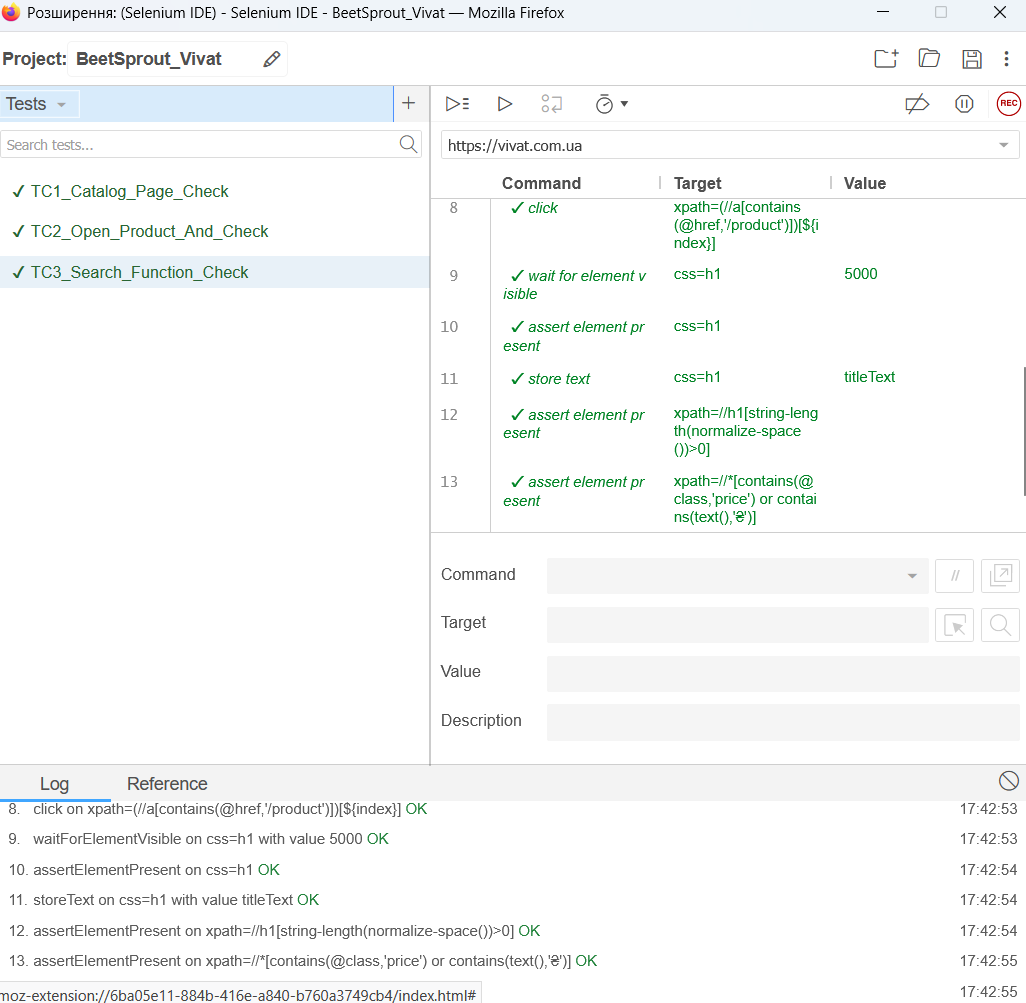 Розширення: (Selenium IDE) - Selenium IDE - BeetSprout_Vivat — Mozilla Firefox
Project: BeetSprout_Vivat
Tests
Search tests...
✓ TC1_Catalog_Page_Check
✓ TC2_Open_Product_And_Check
✓ TC3_Search_Function_Check
REC
https://vivat.com.ua
Command Target Value
8 ✓ click xpath=(//a[contains
(@href,'/product')])[${i
ndex}]
9 ✓ wait for element v css=h1 5000
isible
10 ✓ assert element pr css=h1
esent
11 ✓ store text css=h1 titleText
12 ✓ assert element pr xpath=//h1[string-leng
esent th(normalize-space
())>0]
13 ✓ assert element pr xpath=//*[contains(@
esent class,'price') or contai
ns(text(),'₴')]
Command //
Target
Value
Description
Log Reference
8. click on xpath=(//a[contains(@href,'/product')])[${index}] OK 17:42:53
9. waitForElementVisible on css=h1 with value 5000 OK 17:42:53
10. assertElementPresent on css=h1 OK 17:42:54
11. storeText on css=h1 with value titleText OK 17:42:54
12. assertElementPresent on xpath=//h1[string-length(normalize-space())>0] OK 17:42:54
13. assertElementPresent on xpath=//*[contains(@class,'price') or contains(text(),'₴')] OK 17:42:55
moz-extension://6ba05e11-884b-416e-a840-b760a3749cb4/index.html# 17:42:55